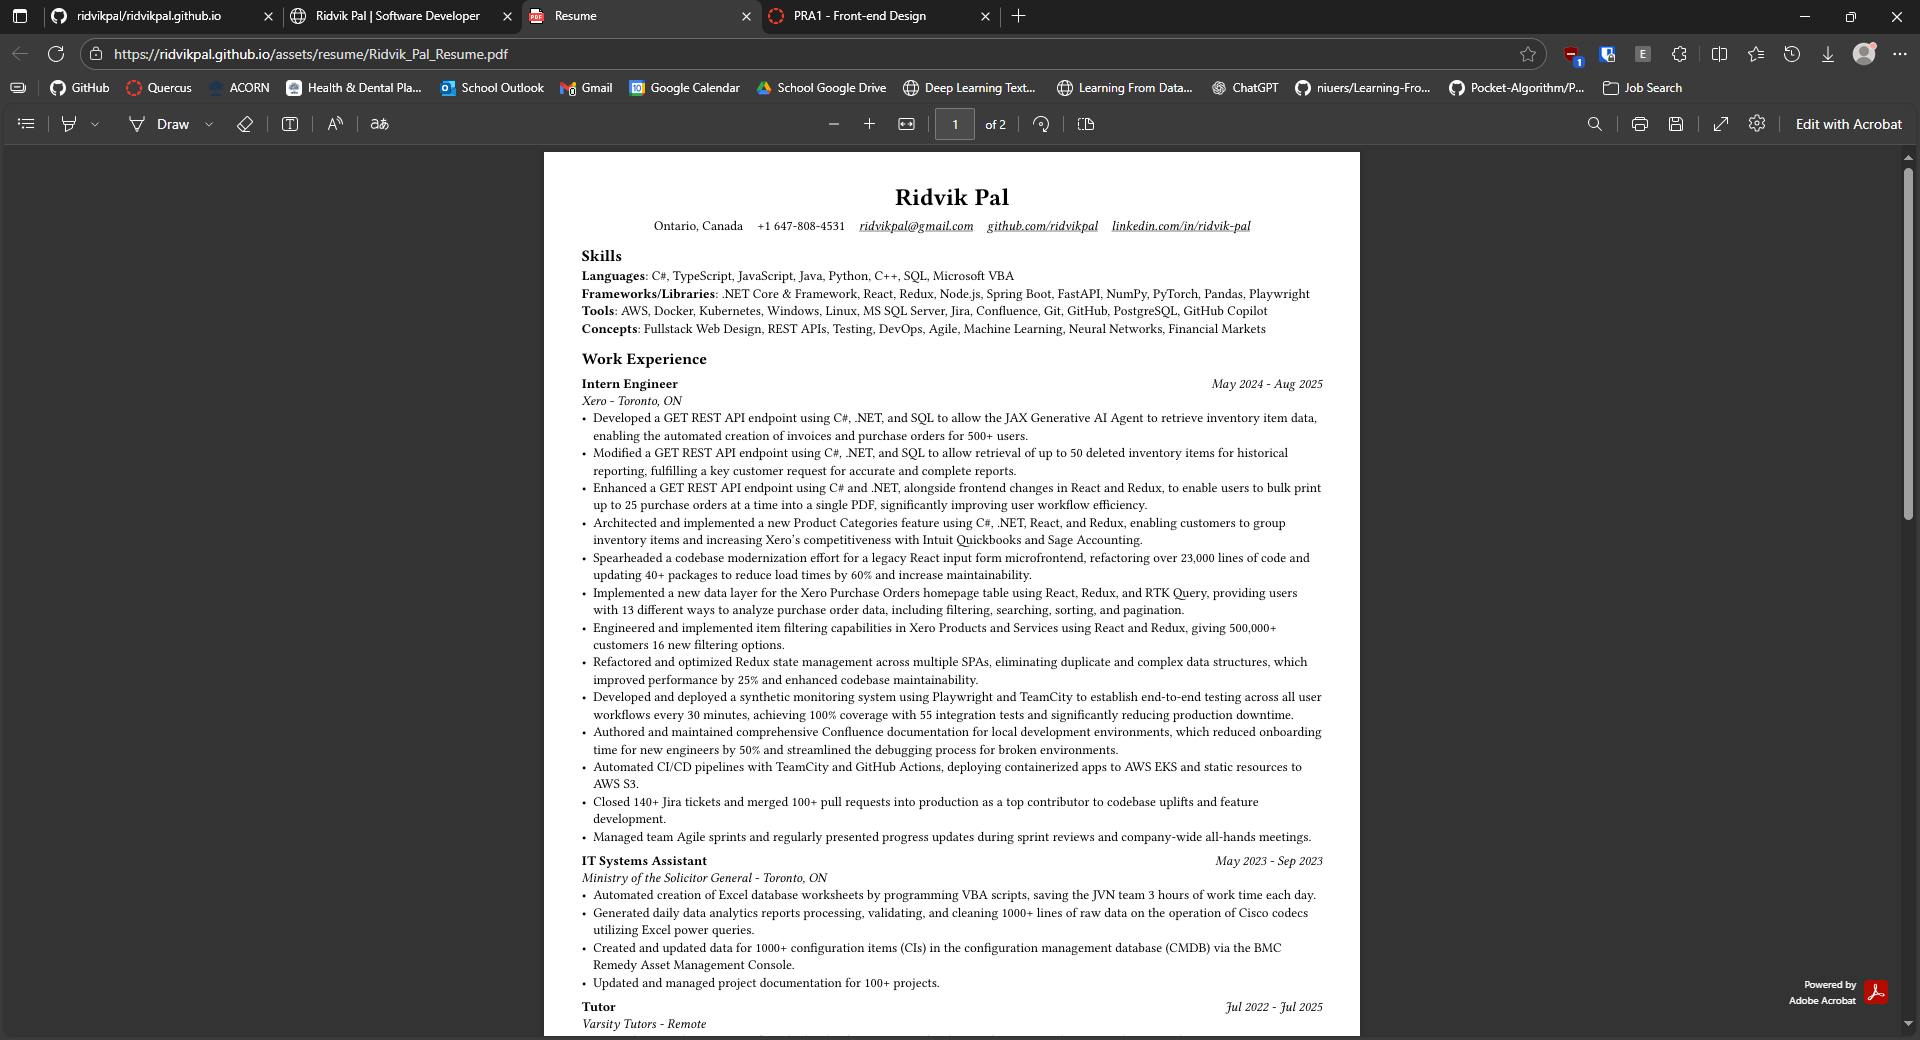 ridvikpal/ridvikpal.github.io
Ridvik Pal | Software Developer
Resume
PRA1 - Front-end Design
https://ridvikpal.github.io/assets/resume/Ridvik_Pal_Resume.pdf
GitHub
Quercus
ACORN
Health & Dental Pla...
School Outlook
Gmail
Google Calendar
School Google Drive
Deep Learning Text...
Learning From Data...
ChatGPT
niuers/Learning-Fro...
Pocket-Algorithm/P...
Job Search
Draw
1 of 2
Edit with Acrobat
Ridvik Pal
Ontario, Canada +1 647-808-4531 ridvikpal@gmail.com github.com/ridvikpal linkedin.com/in/ridvik-pal
Skills
Languages: C#, TypeScript, JavaScript, Java, Python, C++, SQL, Microsoft VBA
Frameworks/Libraries: .NET Core & Framework, React, Redux, Node.js, Spring Boot, FastAPI, NumPy, PyTorch, Pandas, Playwright
Tools: AWS, Docker, Kubernetes, Windows, Linux, MS SQL Server, Jira, Confluence, Git, GitHub, PostgreSQL, GitHub Copilot
Concepts: Fullstack Web Design, REST APIs, Testing, DevOps, Agile, Machine Learning, Neural Networks, Financial Markets
Work Experience
Intern Engineer May 2024 - Aug 2025
Xero - Toronto, ON
• Developed a GET REST API endpoint using C#, .NET, and SQL to allow the JAX Generative AI Agent to retrieve inventory item data,
enabling the automated creation of invoices and purchase orders for 500+ users.
• Modified a GET REST API endpoint using C#, .NET, and SQL to allow retrieval of up to 50 deleted inventory items for historical
reporting, fulfilling a key customer request for accurate and complete reports.
• Enhanced a GET REST API endpoint using C# and .NET, alongside frontend changes in React and Redux, to enable users to bulk print
up to 25 purchase orders at a time into a single PDF, significantly improving user workflow efficiency.
• Architected and implemented a new Product Categories feature using C#, .NET, React, and Redux, enabling customers to group
inventory items and increasing Xero's competitiveness with Intuit Quickbooks and Sage Accounting.
• Spearheaded a codebase modernization effort for a legacy React input form microfrontend, refactoring over 23,000 lines of code and
updating 40+ packages to reduce load times by 60% and increase maintainability.
• Implemented a new data layer for the Xero Purchase Orders homepage table using React, Redux, and RTK Query, providing users
with 13 different ways to analyze purchase order data, including filtering, searching, sorting, and pagination.
• Engineered and implemented item filtering capabilities in Xero Products and Services using React and Redux, giving 500,000+
customers 16 new filtering options.
• Refactored and optimized Redux state management across multiple SPAs, eliminating duplicate and complex data structures, which
improved performance by 25% and enhanced codebase maintainability.
• Developed and deployed a synthetic monitoring system using Playwright and TeamCity to establish end-to-end testing across all user
workflows every 30 minutes, achieving 100% coverage with 55 integration tests and significantly reducing production downtime.
• Authored and maintained comprehensive Confluence documentation for local development environments, which reduced onboarding
time for new engineers by 50% and streamlined the debugging process for broken environments.
• Automated CI/CD pipelines with TeamCity and GitHub Actions, deploying containerized apps to AWS EKS and static resources to
AWS S3.
• Closed 140+ Jira tickets and merged 100+ pull requests into production as a top contributor to codebase uplifts and feature
development.
• Managed team Agile sprints and regularly presented progress updates during sprint reviews and company-wide all-hands meetings.
IT Systems Assistant May 2023 - Sep 2023
Ministry of the Solicitor General - Toronto, ON
• Automated creation of Excel database worksheets by programming VBA scripts, saving the JVN team 3 hours of work time each day.
• Generated daily data analytics reports processing, validating, and cleaning 1000+ lines of raw data on the operation of Cisco codecs
utilizing Excel power queries.
• Created and updated data for 1000+ configuration items (CIs) in the configuration management database (CMDB) via the BMC
Remedy Asset Management Console.
• Updated and managed project documentation for 100+ projects.
Tutor Jul 2022 - Jul 2025
Varsity Tutors - Remote
Powered by
Adobe Acrobat